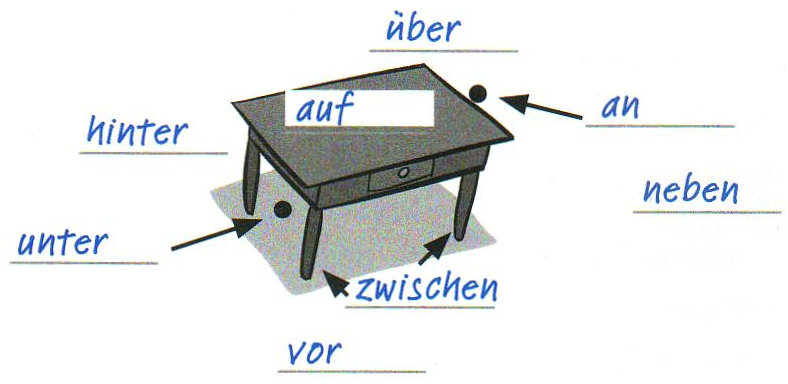 über
auf
an
hinter
neben
unter
zwischen
vor